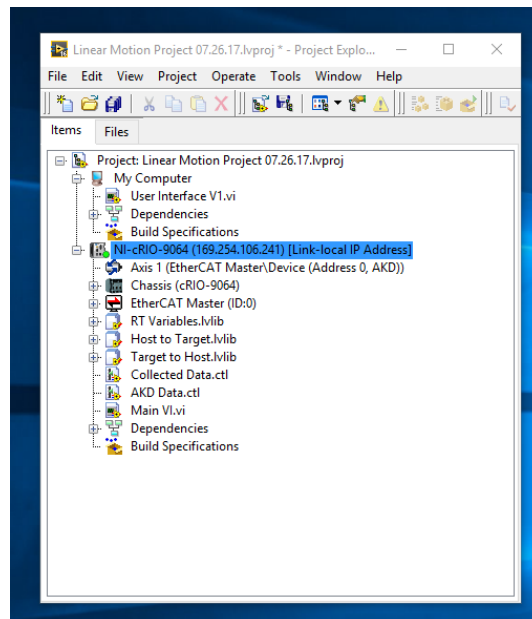 Linear Motion Project 07.26.17.lvproj * - Project Explo...
File Edit View Project Operate Tools Window Help
Items Files
Project: Linear Motion Project 07.26.17.lvproj
My Computer
User Interface V1.vi
Dependencies
Build Specifications
NI-cRIO-9064 (169.254.106.241) [Link-local IP Address]
Axis 1 (EtherCAT Master\Device (Address 0, AKD))
Chassis (cRIO-9064)
EtherCAT Master (ID:0)
RT Variables.lvlib
Host to Target.lvlib
Target to Host.lvlib
Collected Data.ctl
AKD Data.ctl
Main VI.vi
Dependencies
Build Specifications